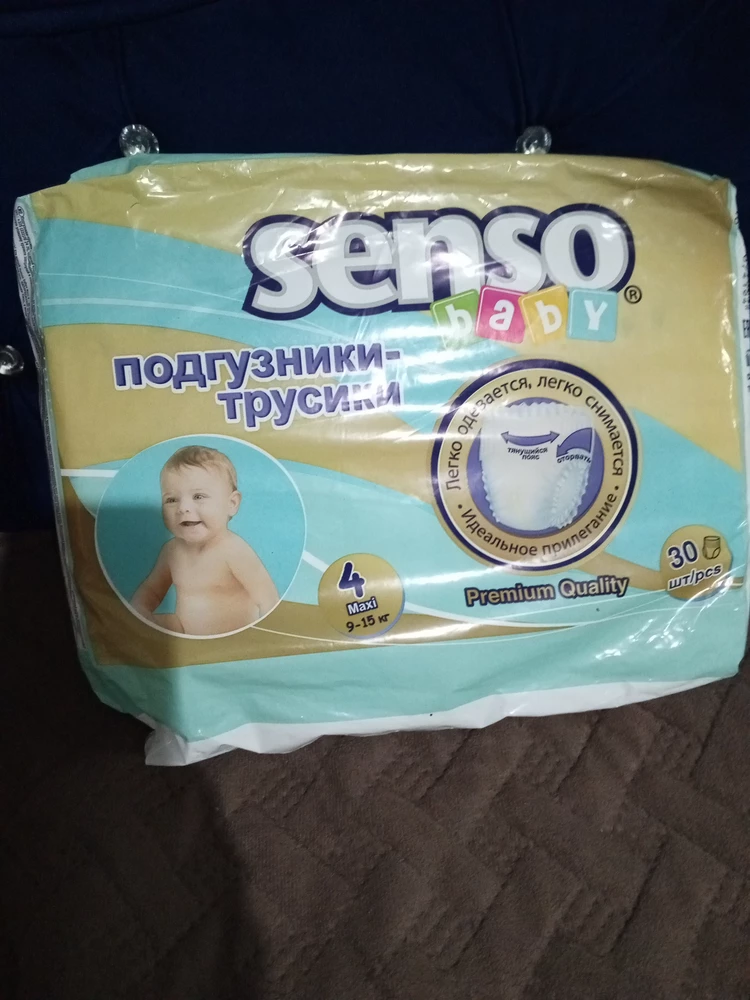 senso
®
baby
подгузники-
трусики
Легко одевается, легко снимается
тянущийся
пояс
оторвать
• Идеальное прилегание •
4
Maxi
9-15 кг
Premium Quality
30
шт/pcs